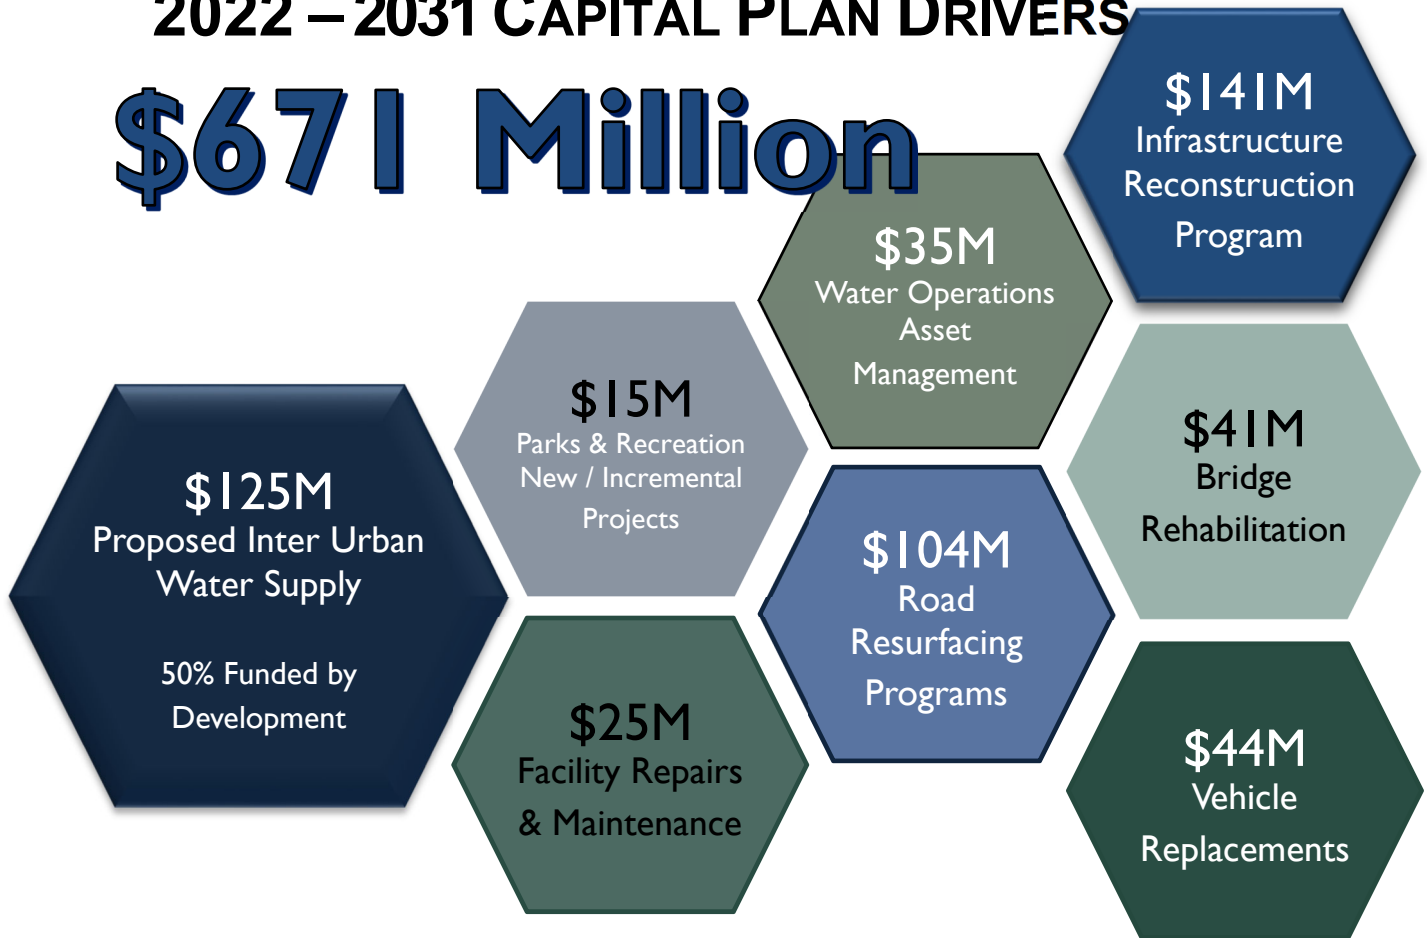 2022 – 2031 CAPITAL PLAN DRIVERS
$671 Million
$141M
Infrastructure
Reconstruction
Program
$35M
Water Operations
Asset
Management
$15M
Parks & Recreation
New / Incremental
Projects
$41M
Bridge
Rehabilitation
$125M
Proposed Inter Urban
Water Supply
50% Funded by
Development
$104M
Road
Resurfacing
Programs
$25M
Facility Repairs
& Maintenance
$44M
Vehicle
Replacements